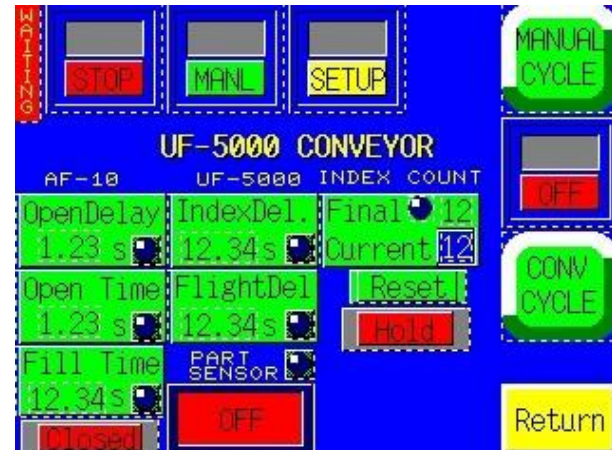 WAITING
STOP MANL SETUP
MANUAL
CYCLE
UF-5000 CONVEYOR
AF-10 UF-5000 INDEX COUNT
OFF
OpenDelay IndexDel. Final 12
1.23 s 12.34s Current 12
CONV
CYCLE
Open Time FlightDel Reset
1.23 s 12.34s Hold
Fill Time PART
SENSOR
12.34s OFF
Closed
Return